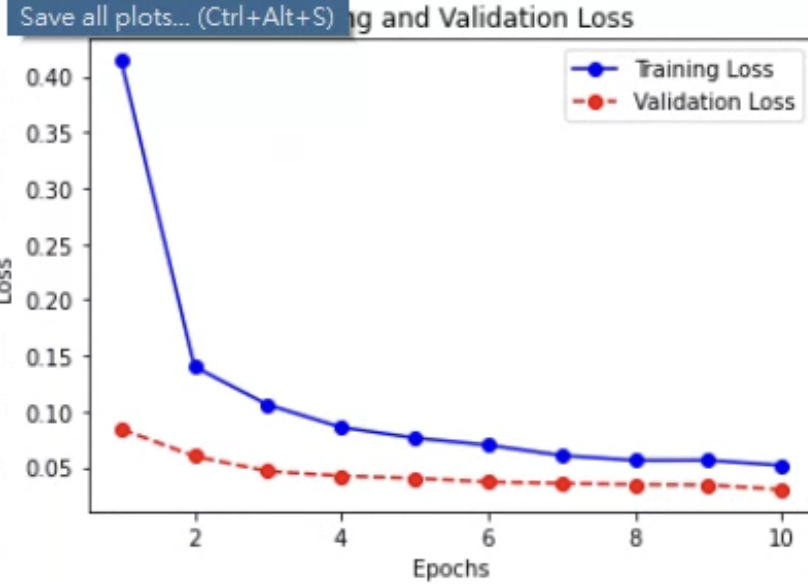 Save all plots... (Ctrl+Alt+S)
ng and Validation Loss
Training Loss
Validation Loss
Loss
0.40
0.35
0.30
0.25
0.20
0.15
0.10
0.05
2 4 6 8 10
Epochs